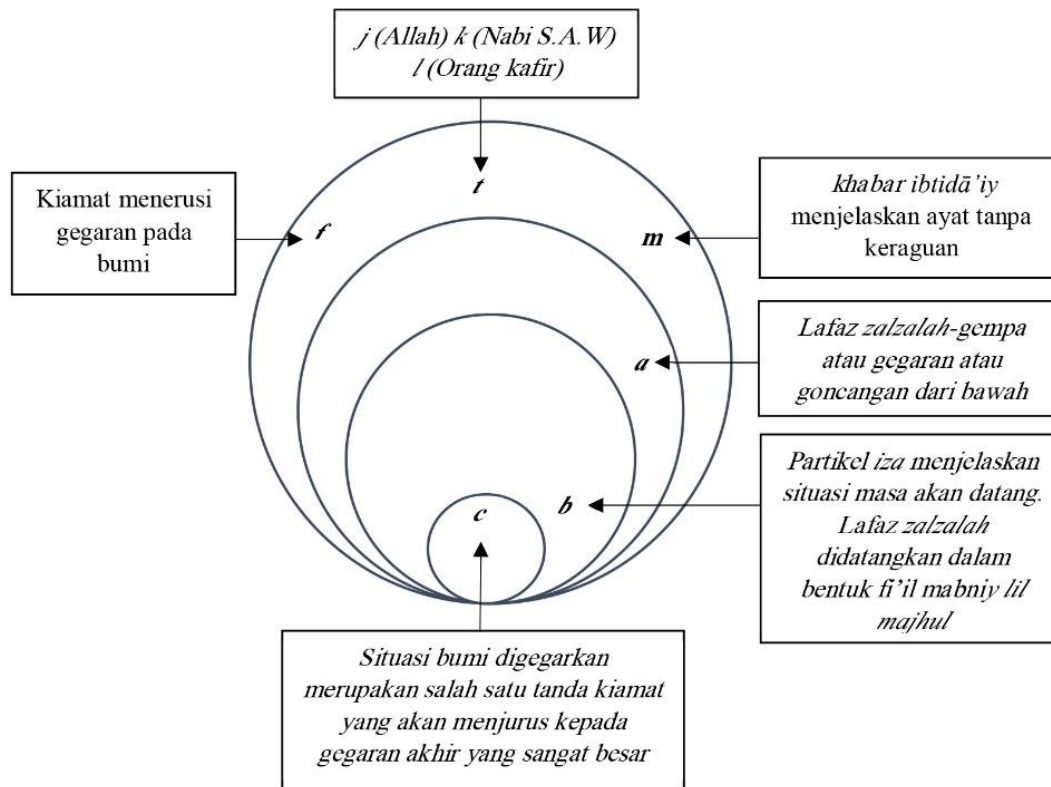 j (Allah) k (Nabi S.A.W)
l (Orang kafir)
t
Kiamat menerusi
gegaran pada
bumi
f
m
khabar ibtidā’iy
menjelaskan ayat tanpa
keraguan
a
Lafaz zalzalah-gempa
atau gegaran atau
goncangan dari bawah
b
Partikel iza menjelaskan
situasi masa akan datang.
Lafaz zalzalah
didatangkan dalam
bentuk fi’il mabniy lil
majhul
c
Situasi bumi digegarkan
merupakan salah satu tanda kiamat
yang akan menjurus kepada
gegaran akhir yang sangat besar